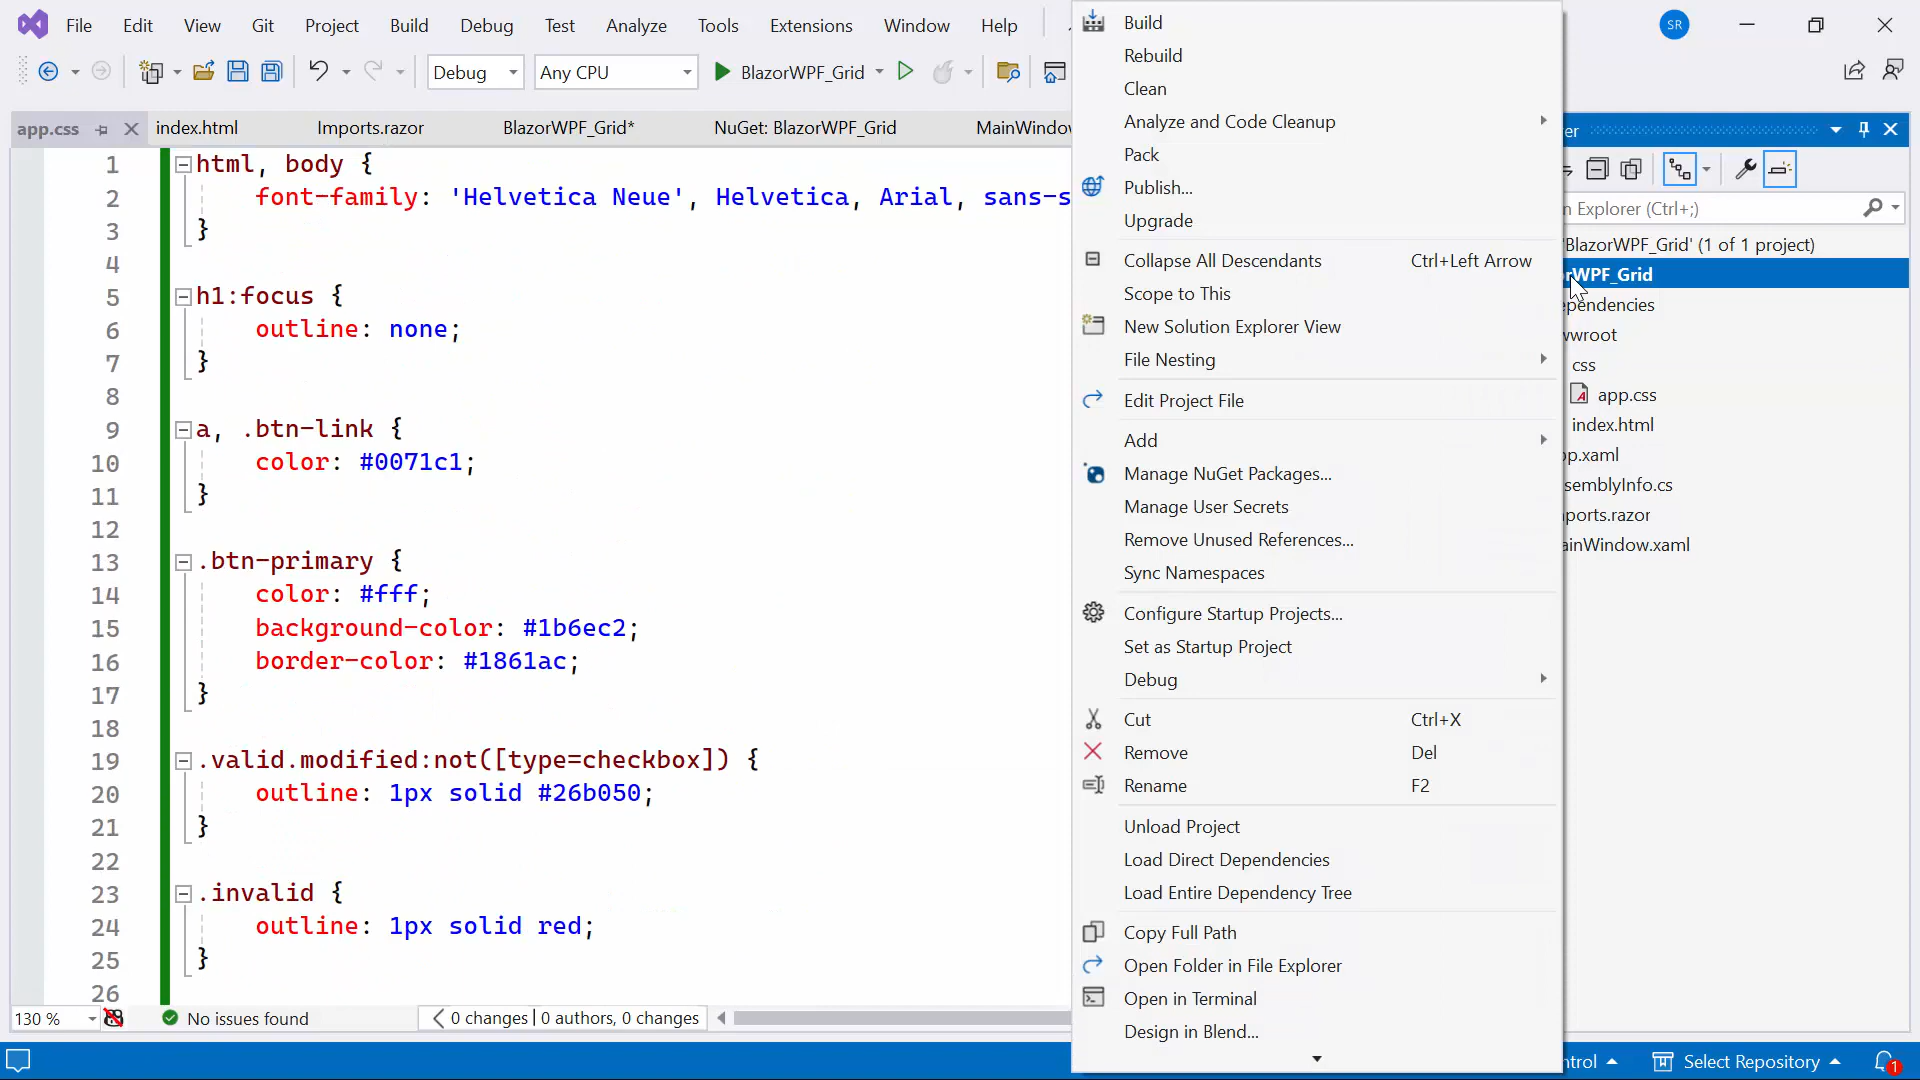 File Edit View Git Project Build Debug Test Analyze Tools Extensions Window Help
SR
Debug Any CPU BlazorWPF_Grid
app.css index.html Imports.razor BlazorWPF_Grid* NuGet: BlazorWPF_Grid MainWindow
1 html, body {
2 font-family: 'Helvetica Neue', Helvetica, Arial, sans-s
3 }
4
5 h1:focus {
6 outline: none;
7 }
8
9 a, .btn-link {
10 color: #0071c1;
11 }
12
13 .btn-primary {
14 color: #fff;
15 background-color: #1b6ec2;
16 border-color: #1861ac;
17 }
18
19 .valid.modified:not([type=checkbox]) {
20 outline: 1px solid #26b050;
21 }
22
23 .invalid {
24 outline: 1px solid red;
25 }
26
130 % No issues found 0 changes | 0 authors, 0 changes
Build
Rebuild
Clean
Analyze and Code Cleanup
Pack
Publish...
Upgrade
Collapse All Descendants Ctrl+Left Arrow
Scope to This
New Solution Explorer View
File Nesting
Edit Project File
Add
Manage NuGet Packages...
Manage User Secrets
Remove Unused References...
Sync Namespaces
Configure Startup Projects...
Set as Startup Project
Debug
Cut Ctrl+X
Remove Del
Rename F2
Unload Project
Load Direct Dependencies
Load Entire Dependency Tree
Copy Full Path
Open Folder in File Explorer
Open in Terminal
Design in Blend...
er
n Explorer (Ctrl+;)
'BlazorWPF_Grid' (1 of 1 project)
orWPF_Grid
ependencies
wwroot
css
app.css
index.html
pp.xaml
semblyInfo.cs
ports.razor
ainWindow.xaml
ntrol Select Repository 1